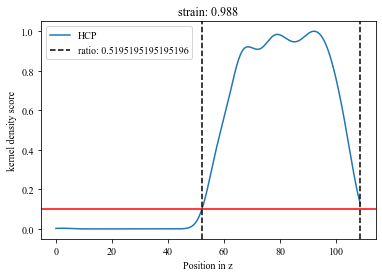 strain: 0.988
HCP
ratio: 0.5195195195195196
1.0
0.8
0.6
0.4
0.2
0.0
kernel density score
0 20 40 60 80 100
Position in z